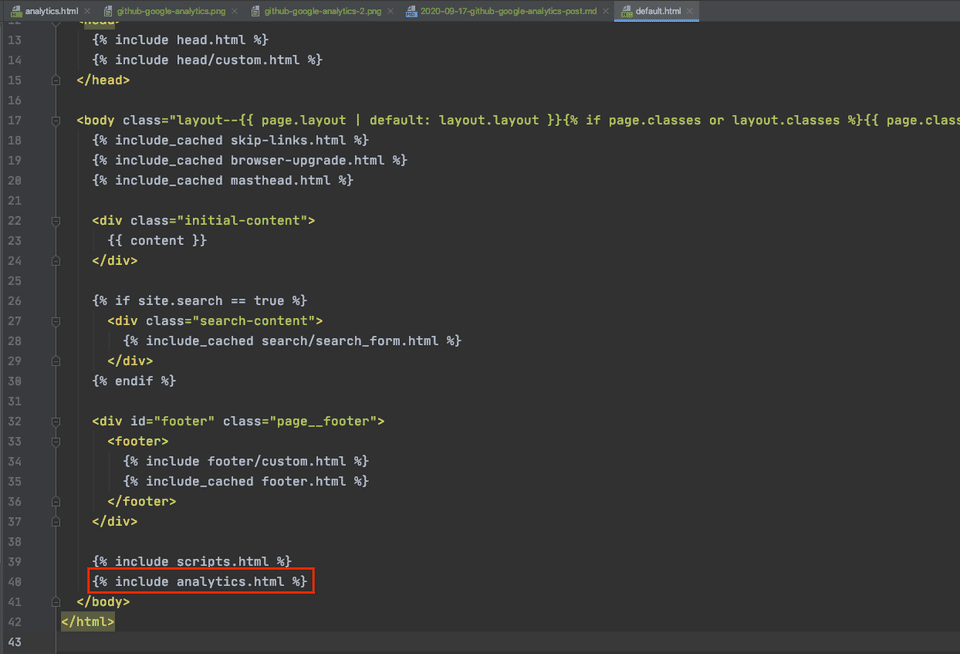 analytics.html
github-google-analytics.png
github-google-analytics-2.png
2020-09-17-github-google-analytics-post.md
default.html
12 <head>
13 {% include head.html %}
14 {% include head/custom.html %}
15 </head>
16
17 <body class="layout--{{ page.layout | default: layout.layout }}{% if page.classes or layout.classes %}{{ page.clas
18 {% include_cached skip-links.html %}
19 {% include_cached browser-upgrade.html %}
20 {% include_cached masthead.html %}
21
22 <div class="initial-content">
23 {{ content }}
24 </div>
25
26 {% if site.search == true %}
27 <div class="search-content">
28 {% include_cached search/search_form.html %}
29 </div>
30 {% endif %}
31
32 <div id="footer" class="page__footer">
33 <footer>
34 {% include footer/custom.html %}
35 {% include_cached footer.html %}
36 </footer>
37 </div>
38
39 {% include scripts.html %}
40 {% include analytics.html %}
41 </body>
42 </html>
43